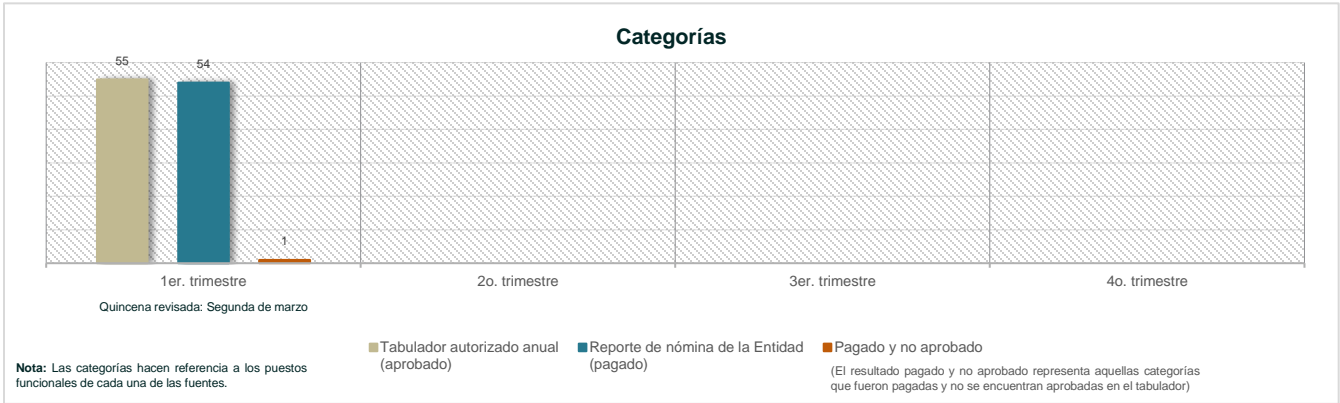 Categorías
55
54
1
1er. trimestre
2o. trimestre
3er. trimestre
4o. trimestre
Quincena revisada: Segunda de marzo
Tabulador autorizado anual
(aprobado)
Reporte de nómina de la Entidad
(pagado)
Pagado y no aprobado
(El resultado pagado y no aprobado representa aquellas categorías
que fueron pagadas y no se encuentran aprobadas en el tabulador)
Nota: Las categorías hacen referencia a los puestos
funcionales de cada una de las fuentes.